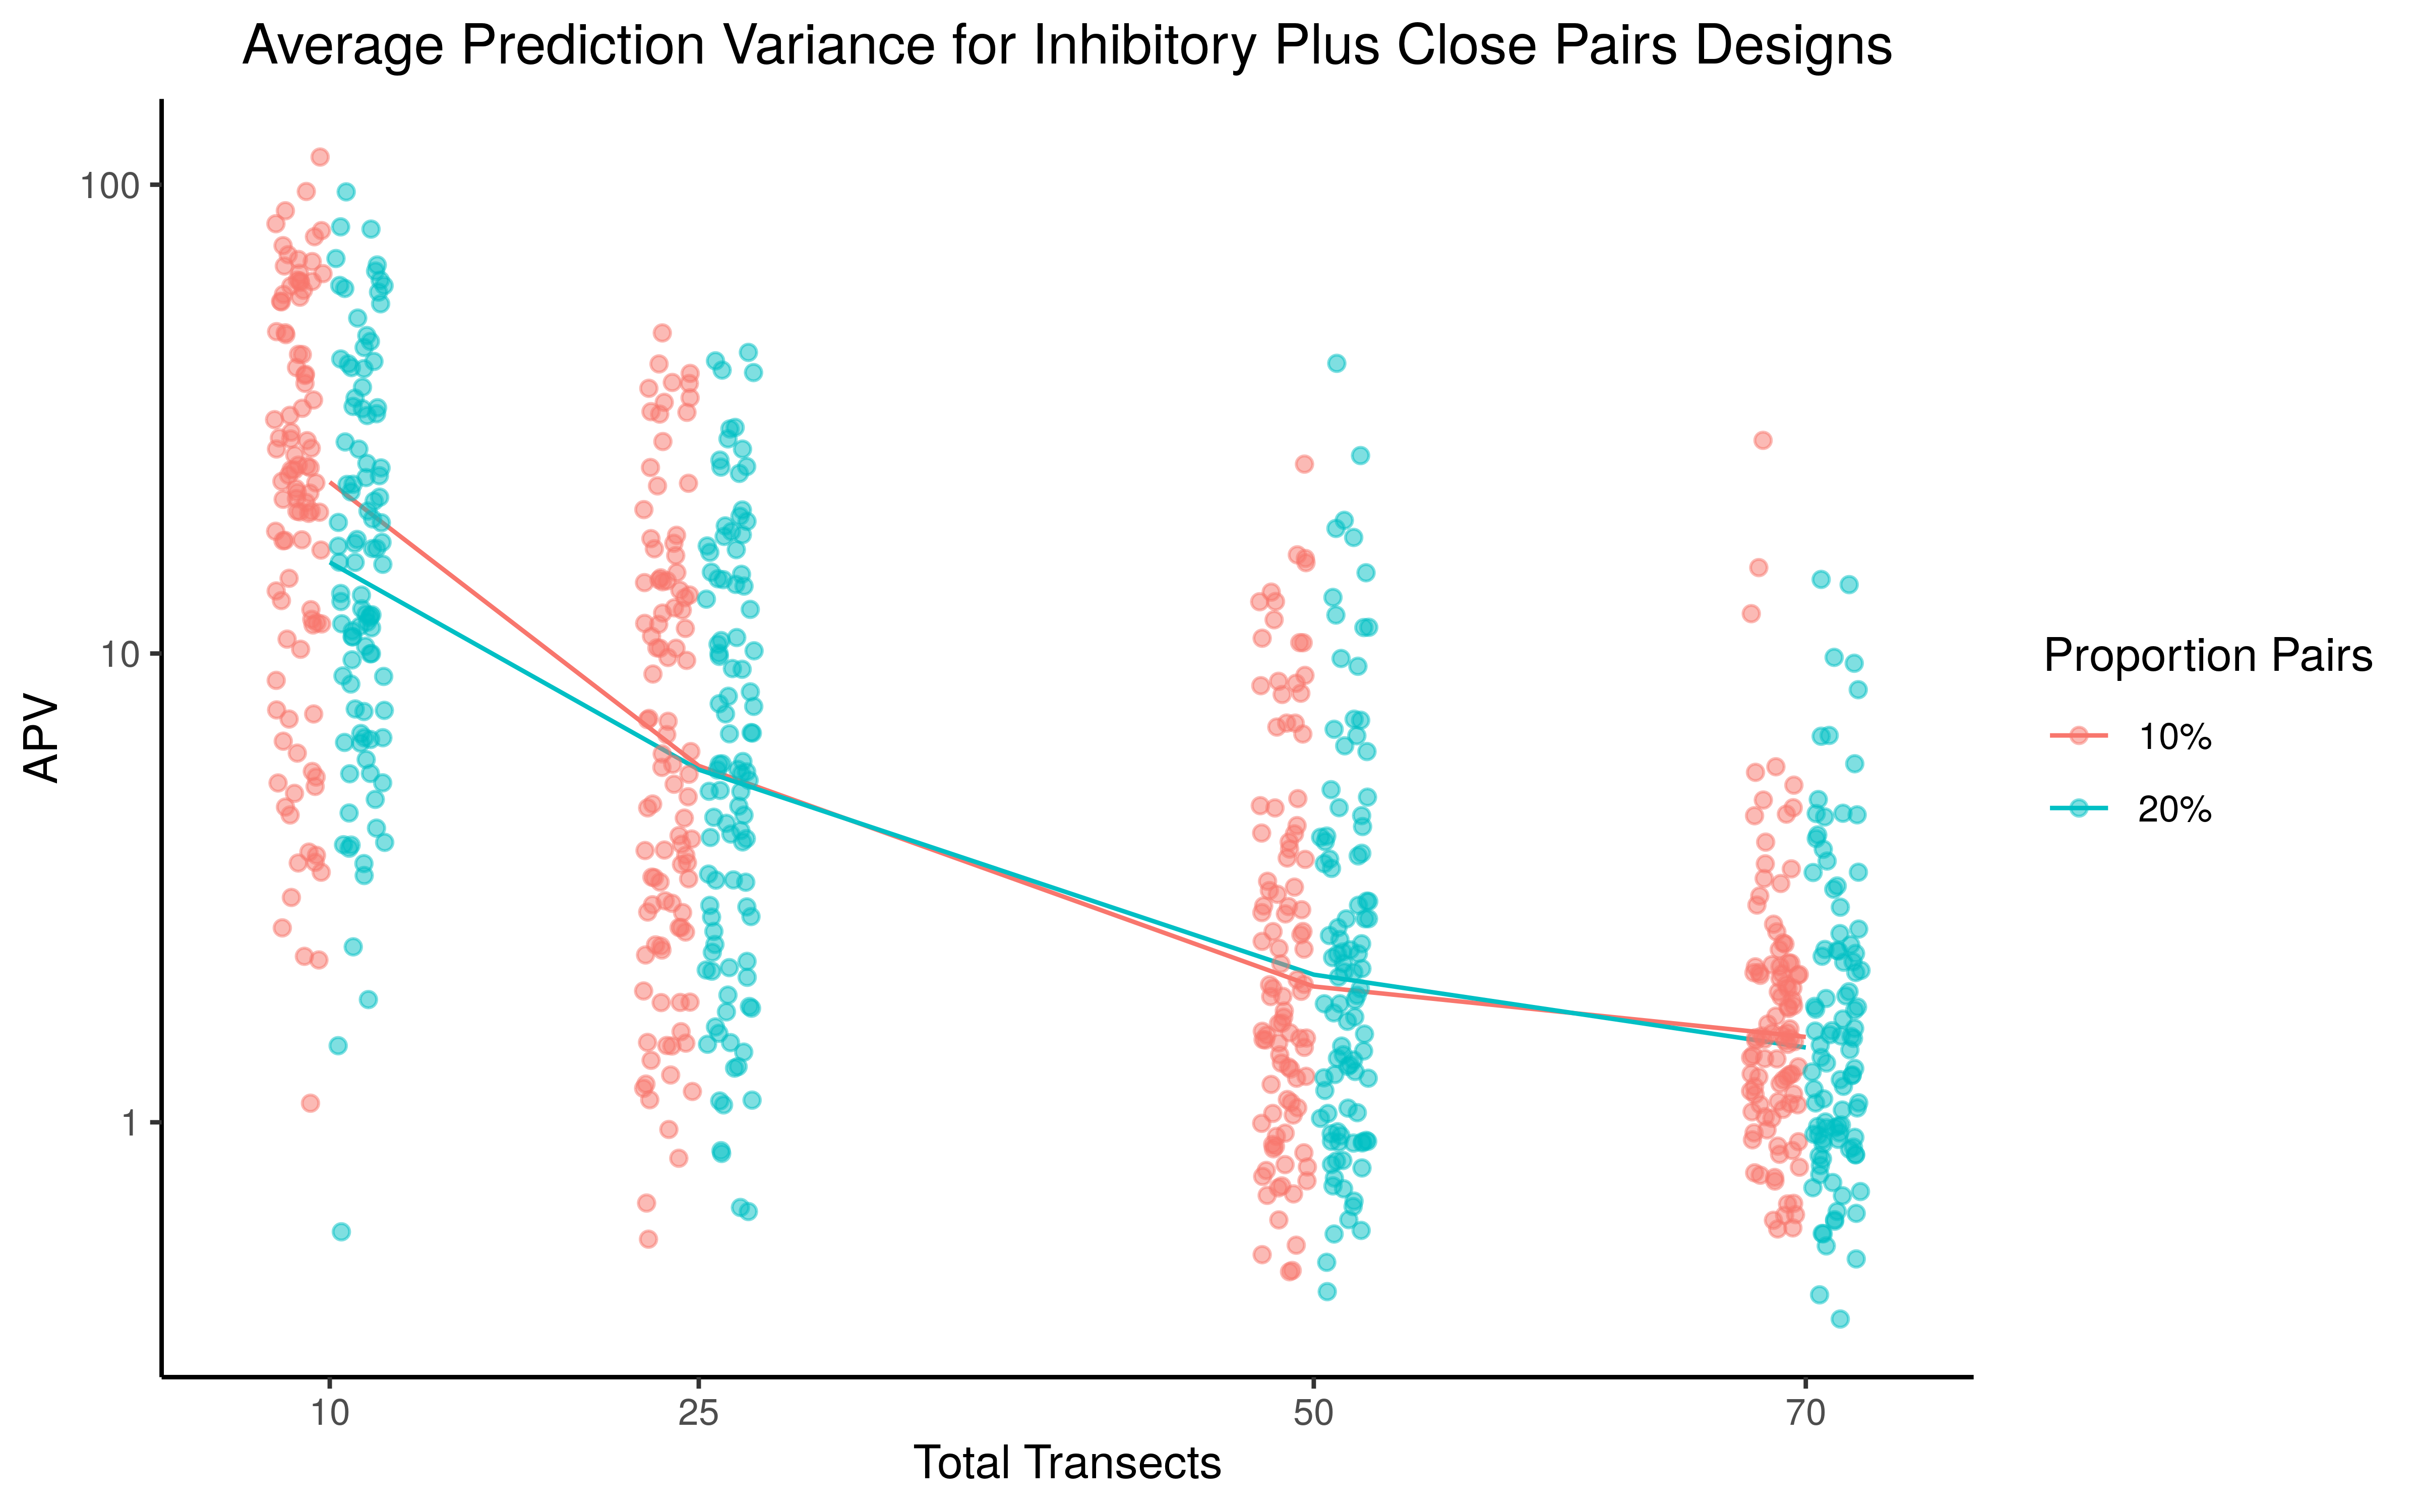 Average Prediction Variance for Inhibitory Plus Close Pairs Designs
100
10
1
APV
10
25
50
70
Total Transects
Proportion Pairs
10%
20%